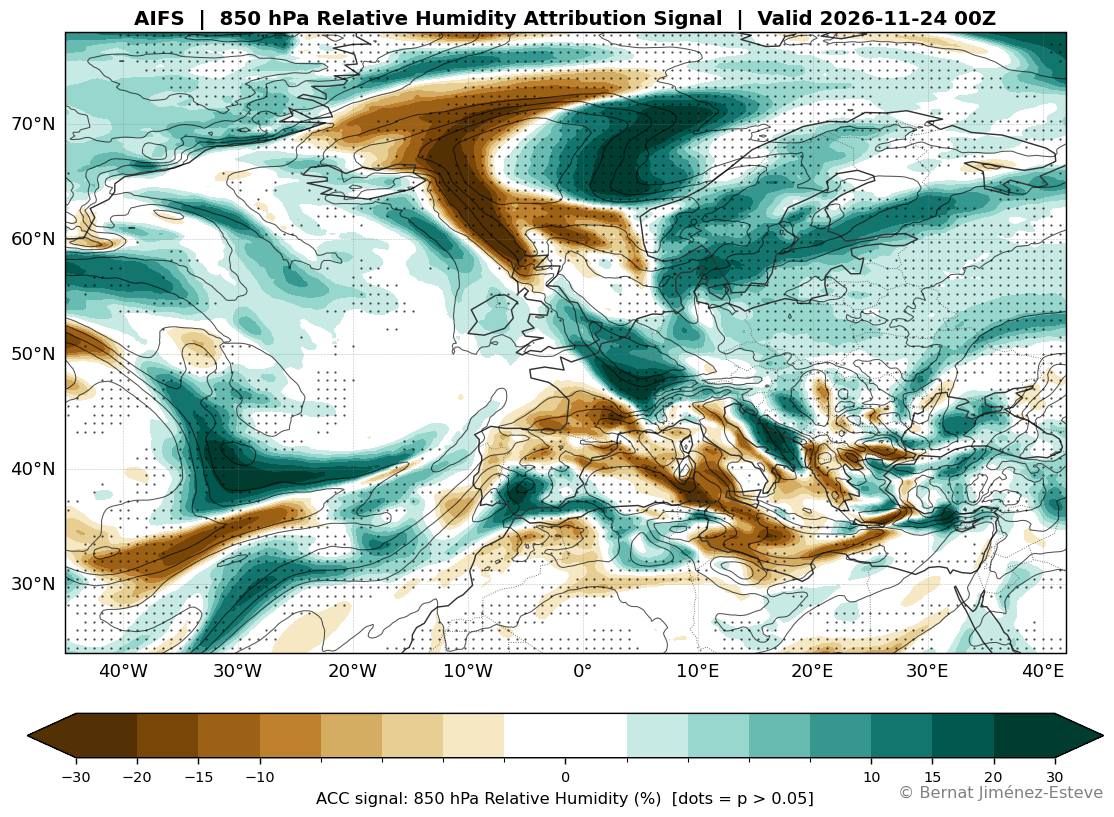 AIFS | 850 hPa Relative Humidity Attribution Signal | Valid 2026-11-24 00Z
70°N
60°N
50°N
40°N
30°N
40°W 30°W 20°W 10°W 0° 10°E 20°E 30°E 40°E
−30 −20 −15 −10 0 10 15 20 30
ACC signal: 850 hPa Relative Humidity (%) [dots = p > 0.05]
© Bernat Jiménez-Esteve